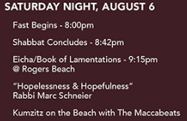 SATURDAY NIGHT, AUGUST 6
Fast Begins - 8:00pm
Shabbat Concludes - 8:42pm
Eicha/Book of Lamentations - 9:15pm
@ Rogers Beach
"Hopelessness & Hopefulness"
Rabbi Marc Schneier
Kumzitz on the Beach with The Maccabeats